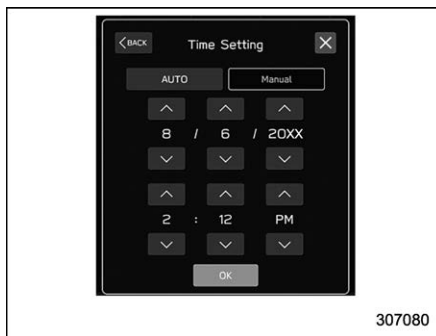 BACK Time Setting X
AUTO Manual
8 / 6 / 20XX
2 : 12 PM
OK
307080